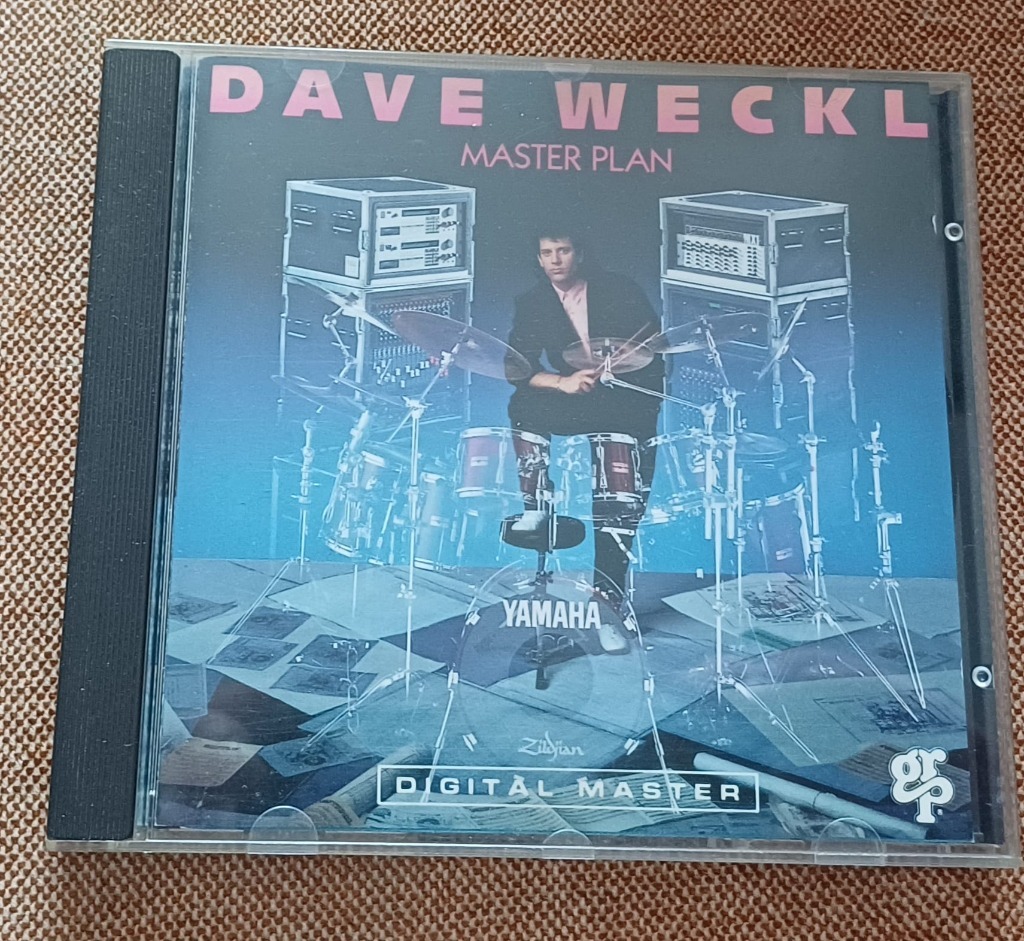 DAVE WECKL
MASTER PLAN
YAMAHA
Zildjian
DIGITAL MASTER
grp